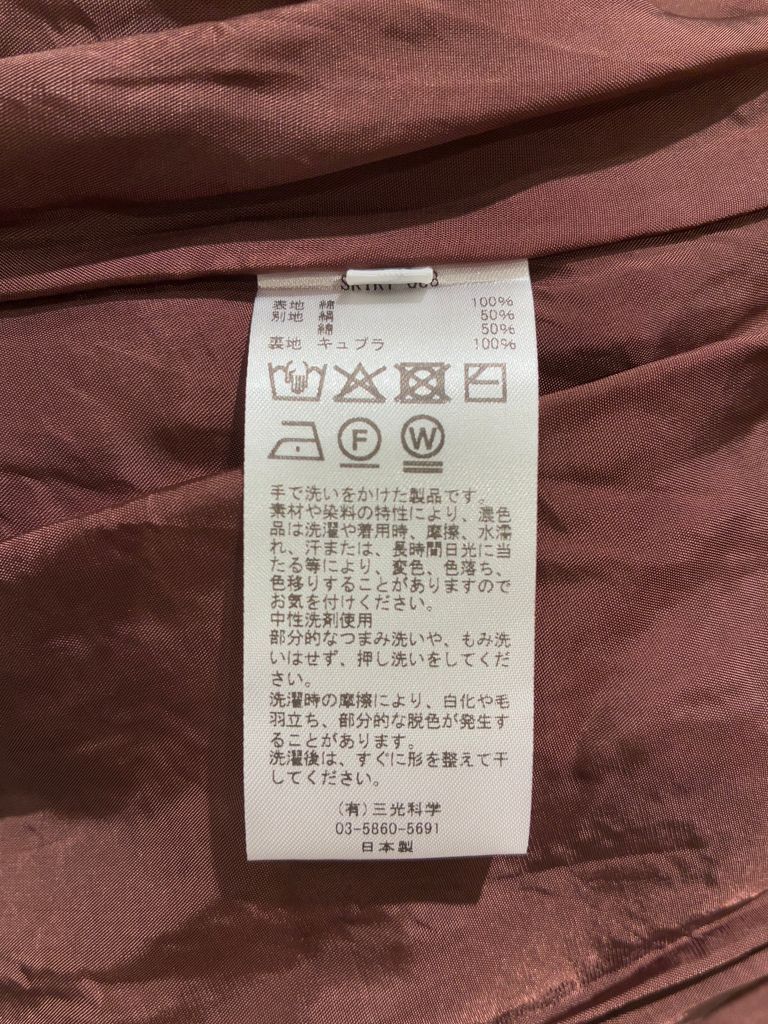 表地 綿 100%
別地 絹 50%
綿 50%
裏地 キュプラ 100%
F W
手で洗いをかけた製品です。
素材や染料の特性により、濃色
品は洗濯や着用時、摩擦、水濡
れ、汗または、長時間日光に当
たる等により、変色、色落ち、
色移りすることがありますので
お気を付けください。
中性洗剤使用
部分的なつまみ洗いや、もみ洗
いはせず、押し洗いをしてくだ
さい。
洗濯時の摩擦により、白化や毛
羽立ち、部分的な脱色が発生す
ることがあります。
洗濯後は、すぐに形を整えて干
してください。
(有)三光科学
03-5860-5691
日本製